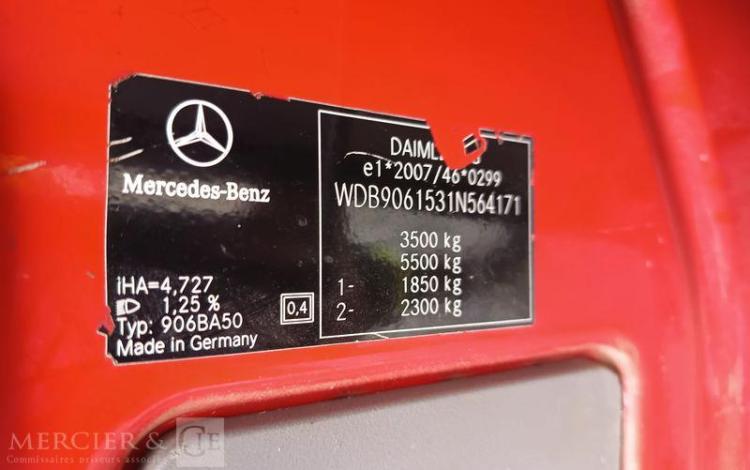 Mercedes-Benz
iHA=4,727
1,25 %
Typ: 906BA50
Made in Germany
0,4
e1*2007/46*0299
WDB9061531N564171
3500 kg
5500 kg
1- 1850 kg
2- 2300 kg
MERCIER & CIE
Commissaires priseurs associés